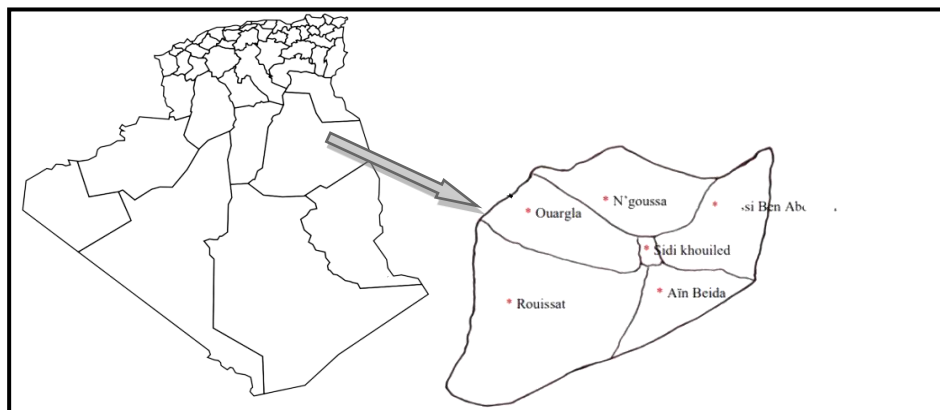 N'goussa
Ouargla
Ben
Sidi khouiled
Aïn Beida
Rouissat